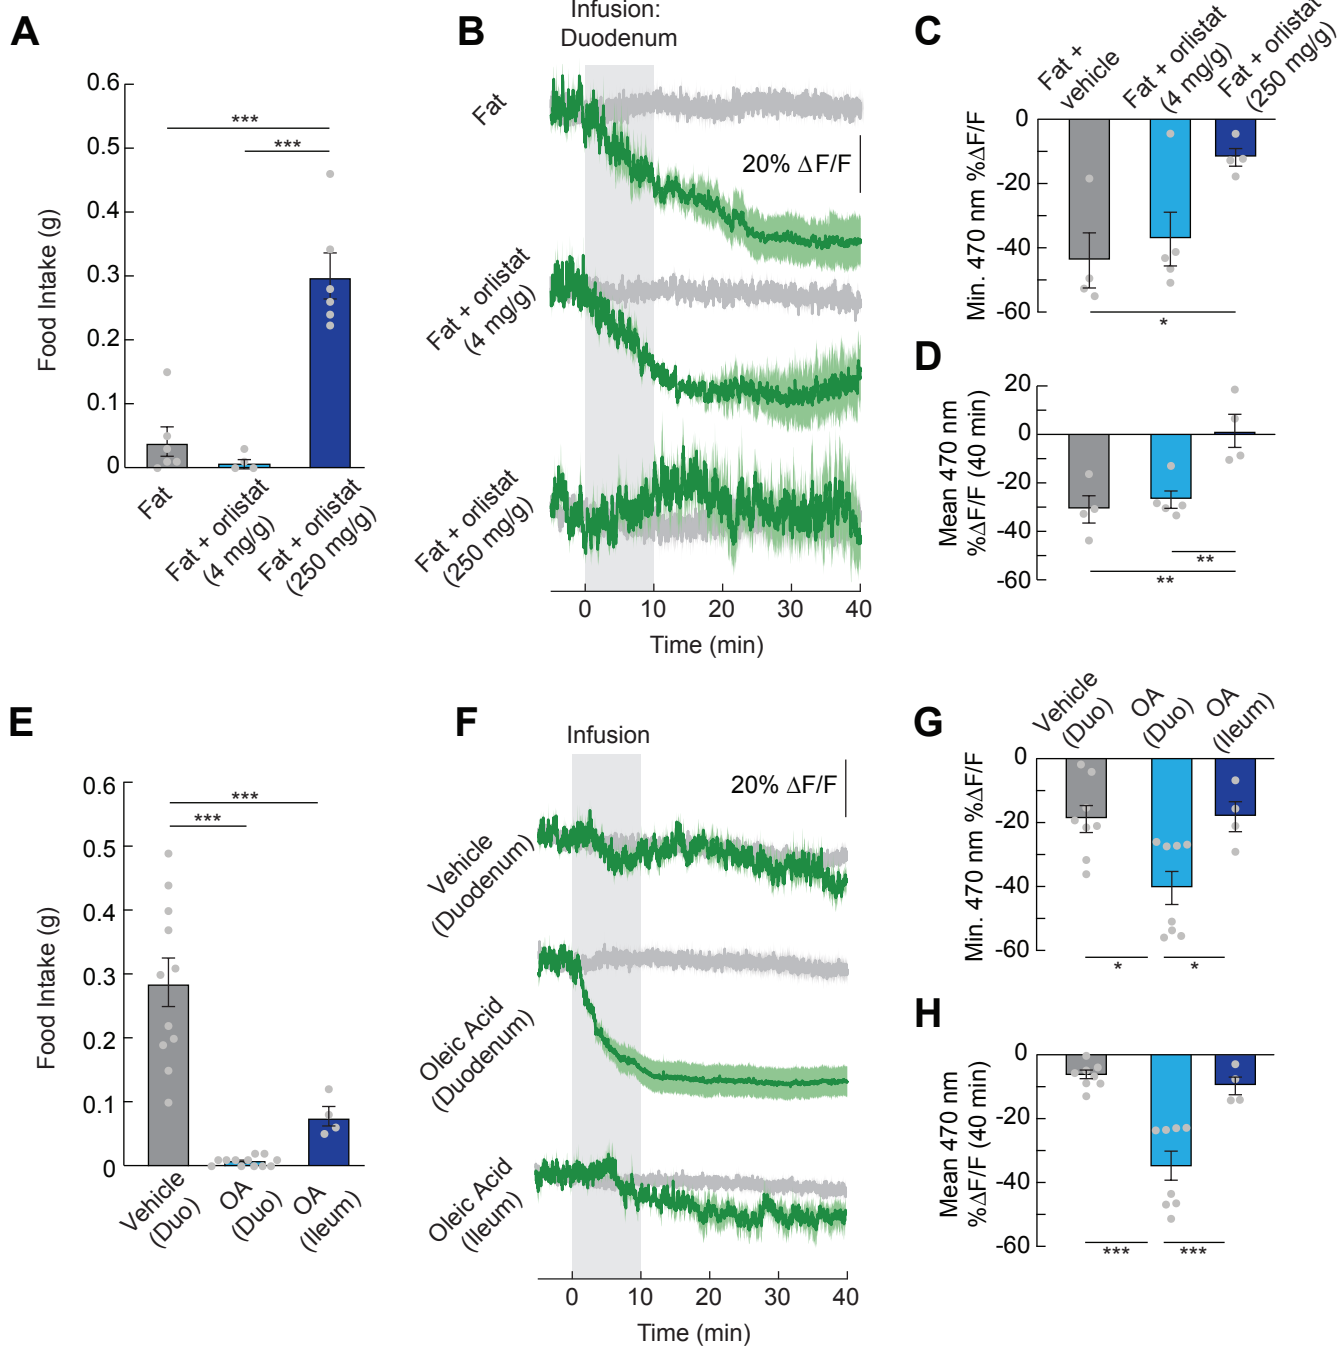 A
0.6
0.5
0.4
0.3
0.2
0.1
0
Food Intake (g)
***
***
Fat
Fat + orlistat
(4 mg/g)
Fat + orlistat
(250 mg/g)
B
Infusion:
Duodenum
Fat
20% ΔF/F
Fat + orlistat
(4 mg/g)
Fat + orlistat
(250 mg/g)
0 10 20 30 40
Time (min)
C
Fat +
vehicle
Fat + orlistat
(4 mg/g)
Fat + orlistat
(250 mg/g)
0
-20
-40
-60
Min. 470 nm %ΔF/F
*
D
20
0
-20
-40
-60
Mean 470 nm
%ΔF/F (40 min)
**
**
E
0.6
0.5
0.4
0.3
0.2
0.1
0
Food Intake (g)
***
***
Vehicle
(Duo)
OA
(Duo)
OA
(Ileum)
F
Infusion
20% ΔF/F
Vehicle
(Duodenum)
Oleic Acid
(Duodenum)
Oleic Acid
(Ileum)
0 10 20 30 40
Time (min)
G
Vehicle
(Duo)
OA
(Duo)
OA
(Ileum)
0
-20
-40
-60
Min. 470 nm %ΔF/F
*
*
H
0
-20
-40
-60
Mean 470 nm
%ΔF/F (40 min)
***
***